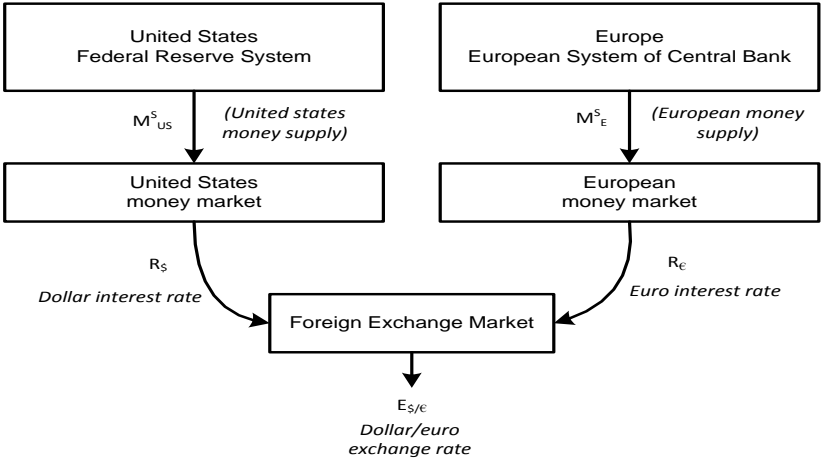 United States
Federal Reserve System
Europe
European System of Central Bank
MˢUS
(United states
money supply)
MˢE
(European money
supply)
United States
money market
European
money market
R$
Dollar interest rate
R€
Euro interest rate
Foreign Exchange Market
E$/€
Dollar/euro
exchange rate